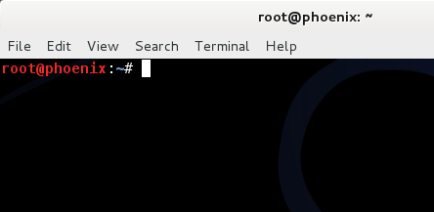 root@phoenix: ~
File Edit View Search Terminal Help
root@phoenix:~#